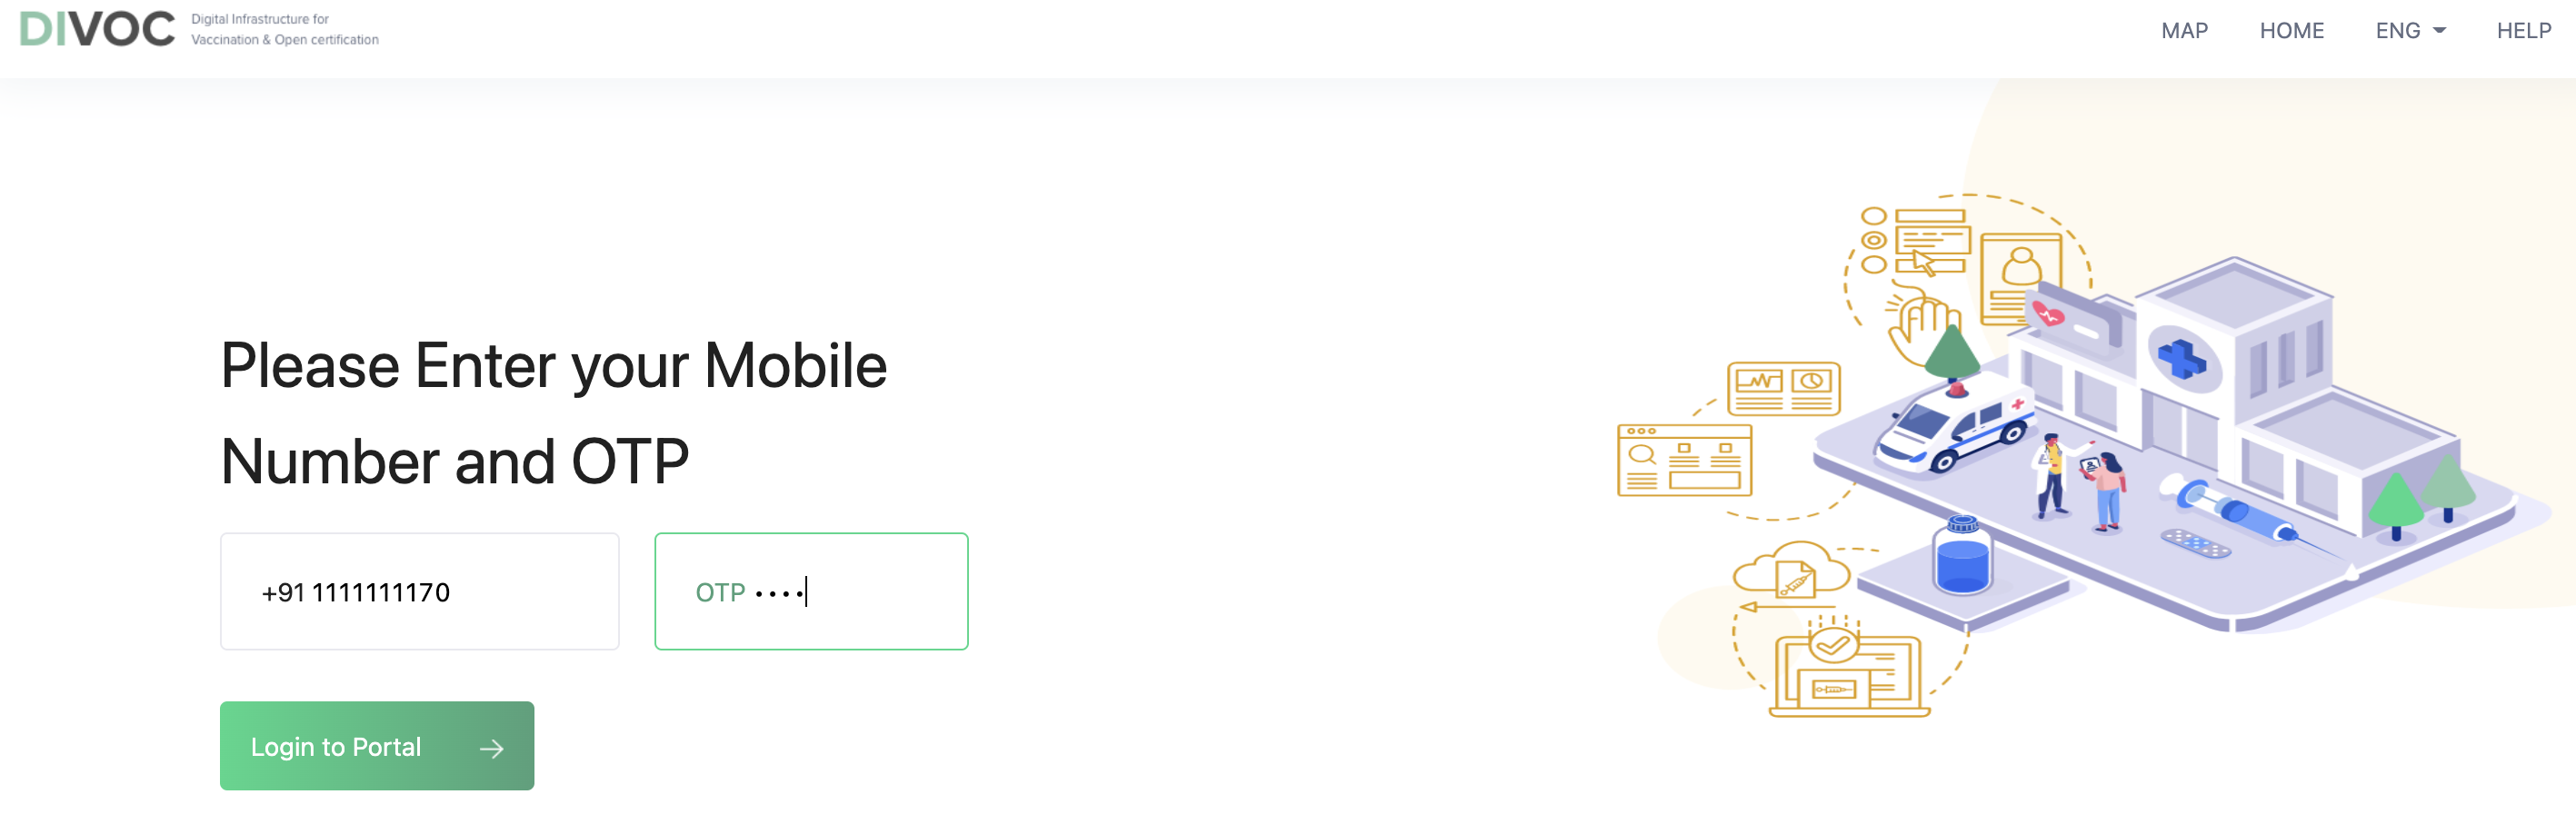 DIVOC
Digital Infrastructure for
Vaccination & Open certification
MAP HOME ENG HELP
Please Enter your Mobile
Number and OTP
+91 1111111170
OTP ••••
Login to Portal →